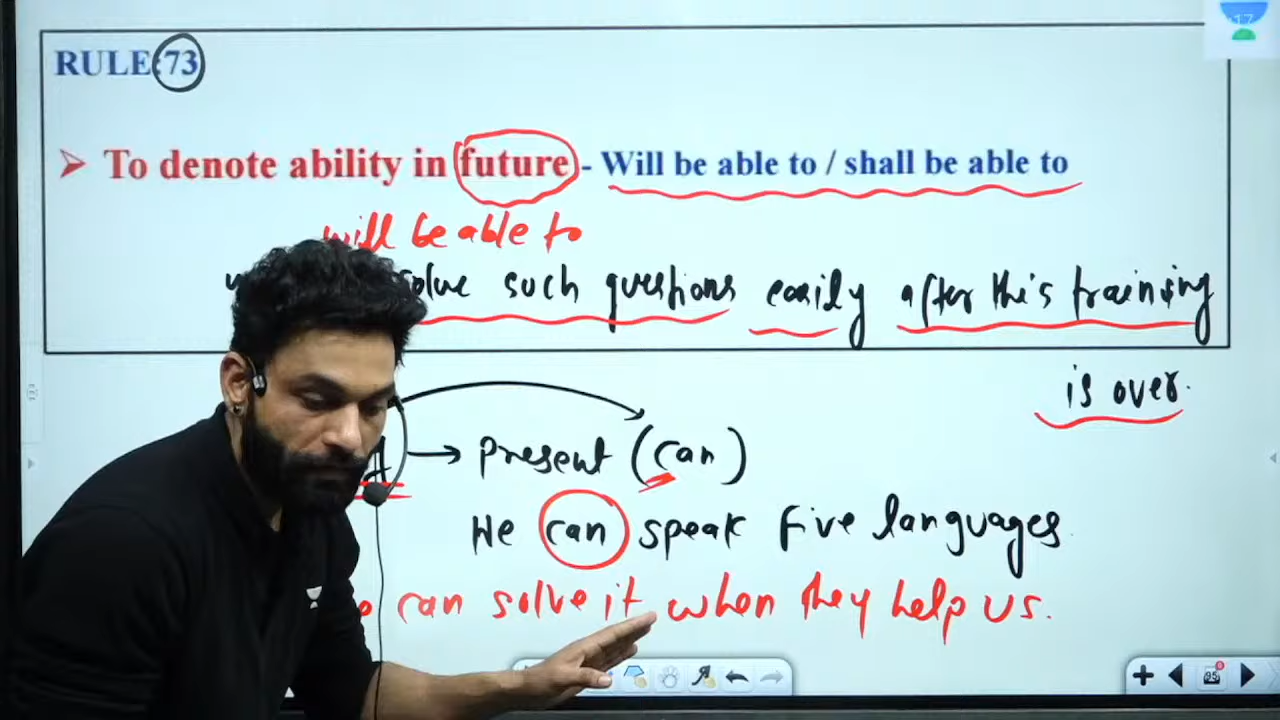 RULE:73
➤ To denote ability in future - Will be able to / shall be able to
will be able to
solve such questions easily after this training
is over.
→ Present (can)
He can speak five languages.
can solve it when they help us.
17
25